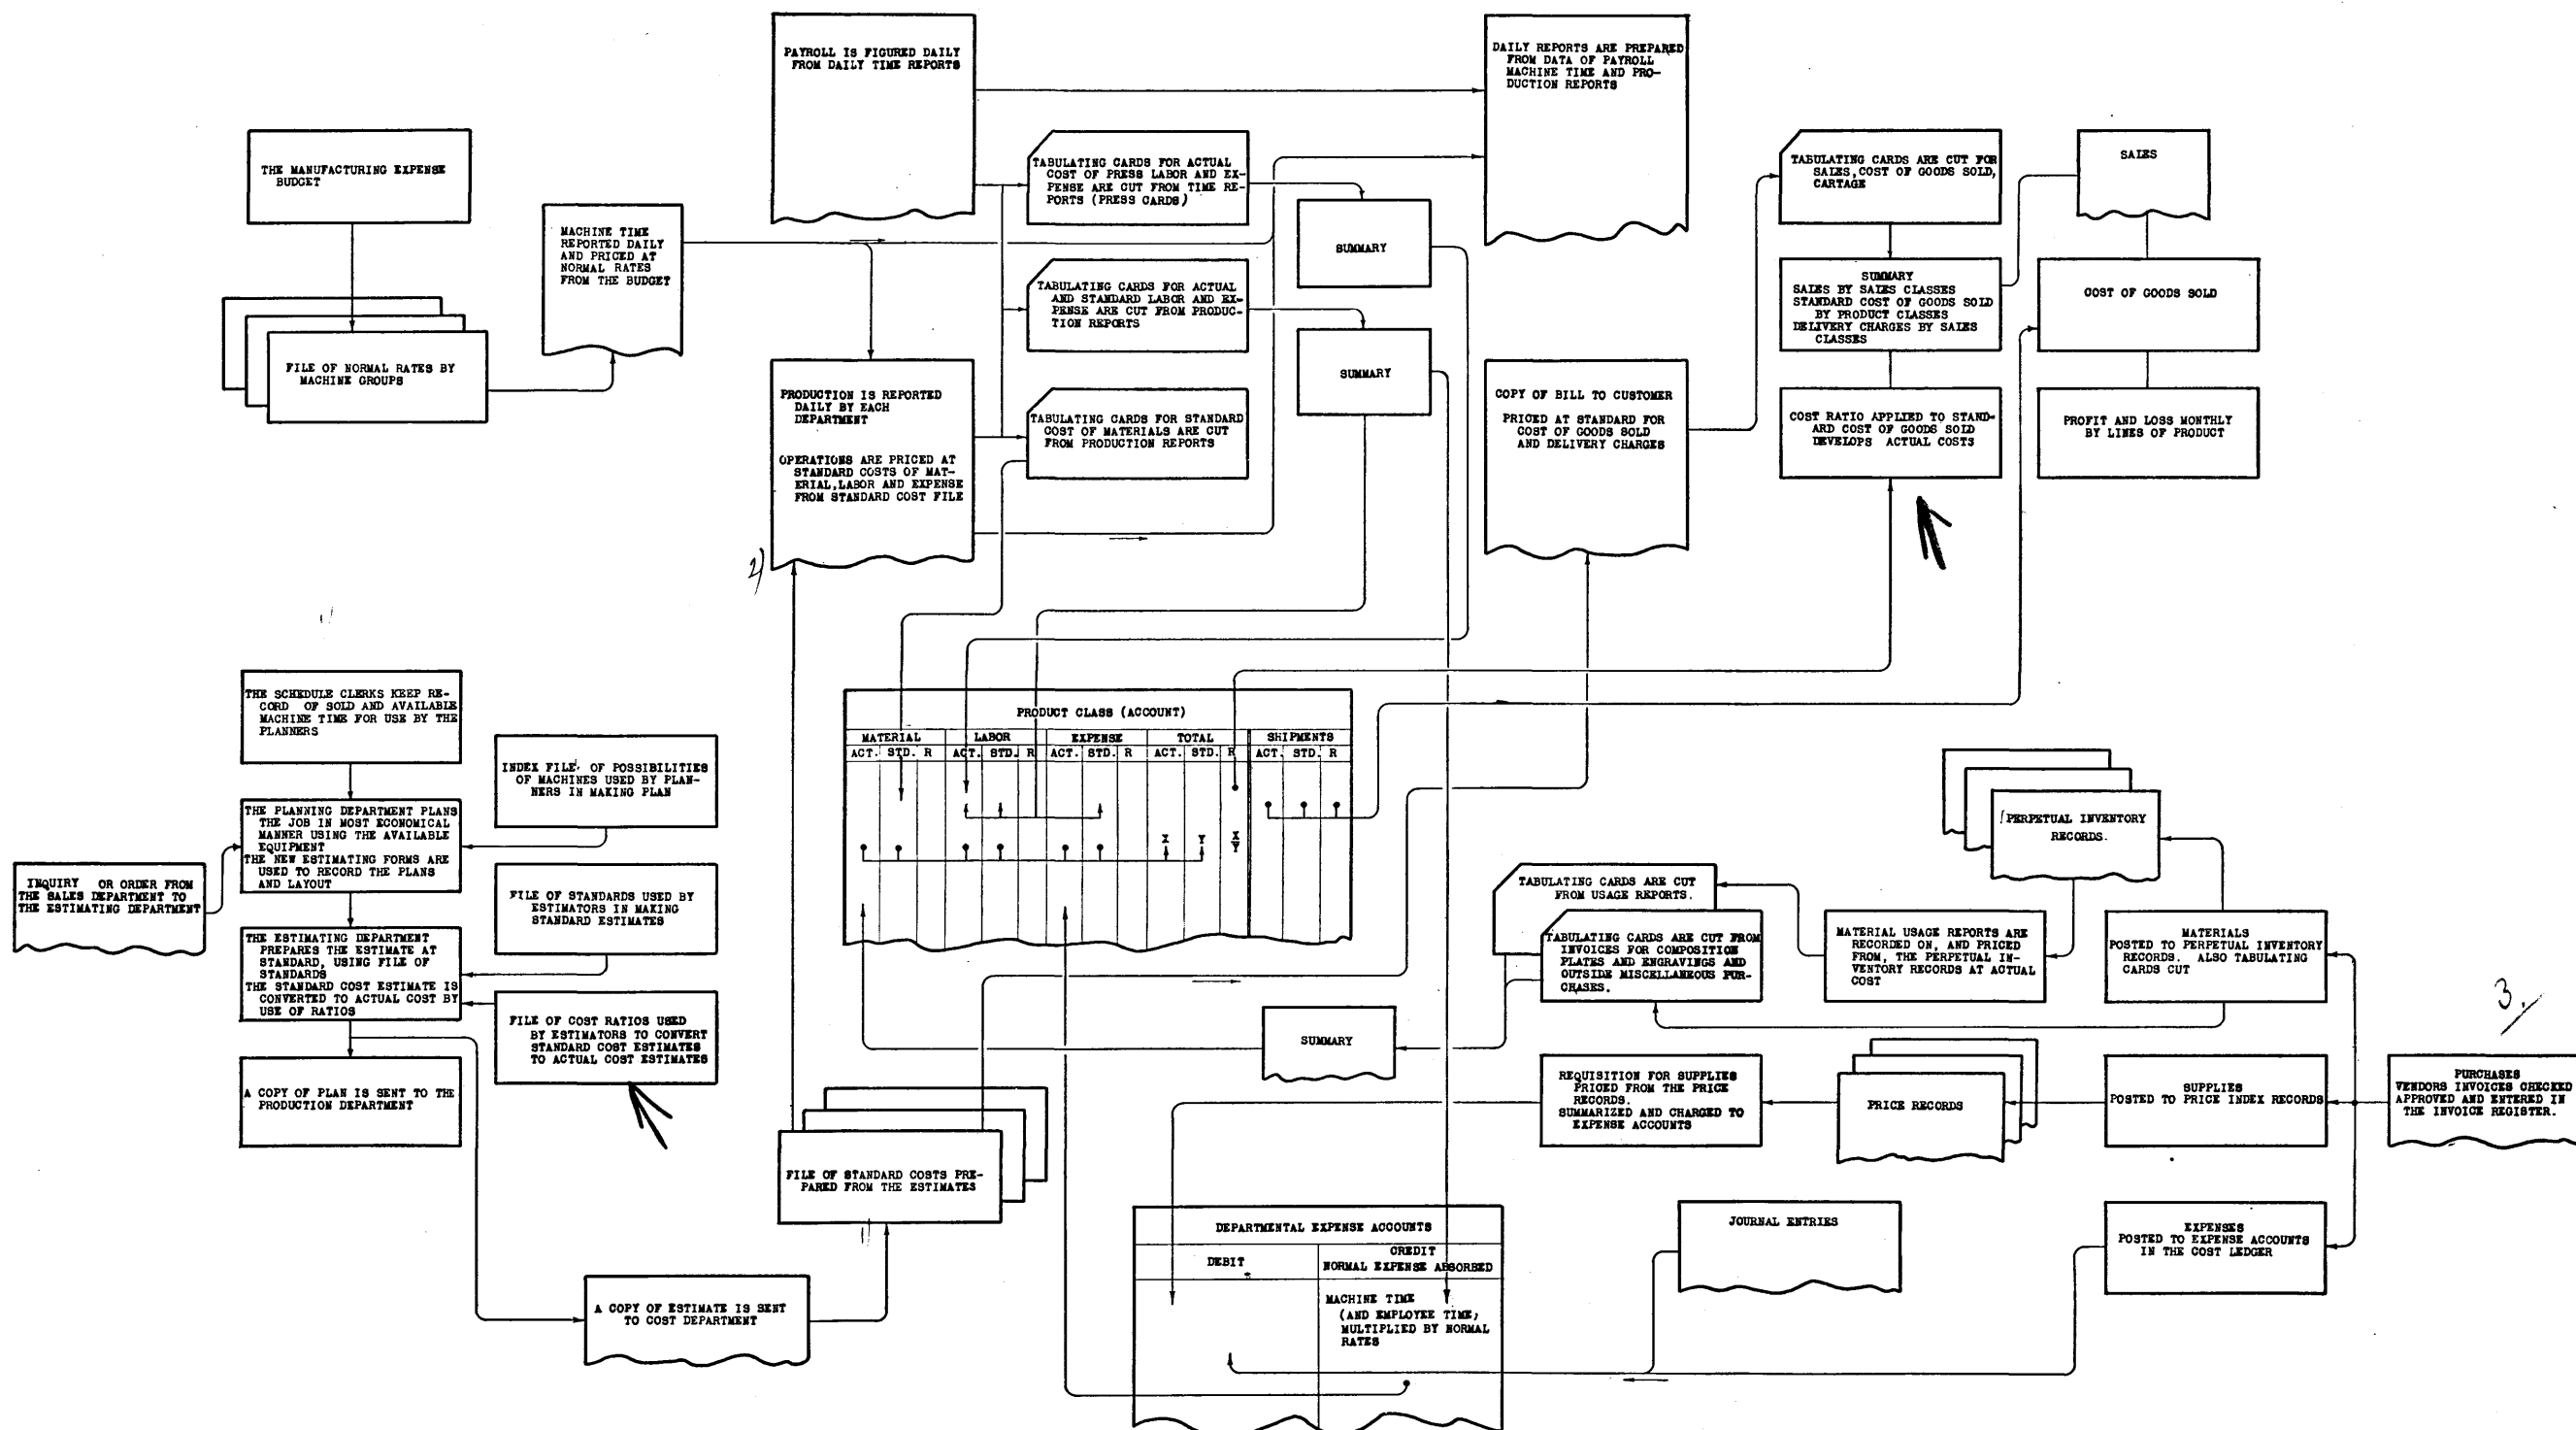 PAYROLL IS FIGURED DAILY
FROM DAILY TIME REPORTS
DAILY REPORTS ARE PREPARED
FROM DATA OF PAYROLL
MACHINE TIME AND PRO-
DUCTION REPORTS
THE MANUFACTURING EXPENSE
BUDGET
MACHINE TIME
REPORTED DAILY
AND PRICED AT
NORMAL RATES
FROM THE BUDGET
FILE OF NORMAL RATES BY
MACHINE GROUPS
TABULATING CARDS FOR ACTUAL
COST OF PRESS LABOR AND EX-
PENSE ARE CUT FROM TIME RE-
PORTS (PRESS CARDS)
SUMMARY
TABULATING CARDS FOR ACTUAL
AND STANDARD LABOR AND EX-
PENSE ARE CUT FROM PRODUC-
TION REPORTS
SUMMARY
PRODUCTION IS REPORTED
DAILY BY EACH
DEPARTMENT
OPERATIONS ARE PRICED AT
STANDARD COSTS OF MAT-
ERIAL, LABOR AND EXPENSE
FROM STANDARD COST FILE
TABULATING CARDS FOR STANDARD
COST OF MATERIALS ARE CUT
FROM PRODUCTION REPORTS
COPY OF BILL TO CUSTOMER
PRICED AT STANDARD FOR
COST OF GOODS SOLD
AND DELIVERY CHARGES
TABULATING CARDS ARE CUT FOR
SALES, COST OF GOODS SOLD,
CARTAGE
SUMMARY
SALES BY SALES CLASSES
STANDARD COST OF GOODS SOLD
BY PRODUCT CLASSES
DELIVERY CHARGES BY SALES
CLASSES
COST RATIO APPLIED TO STAND-
ARD COST OF GOODS SOLD
DEVELOPS ACTUAL COSTS
SALES
COST OF GOODS SOLD
PROFIT AND LOSS MONTHLY
BY LINES OF PRODUCT
2)
THE SCHEDULE CLERKS KEEP RE-
CORD OF SOLD AND AVAILABLE
MACHINE TIME FOR USE BY THE
PLANNERS
INDEX FILE OF POSSIBILITIES
OF MACHINES USED BY PLAN-
NERS IN MAKING PLAN
THE PLANNING DEPARTMENT PLANS
THE JOB IN MOST ECONOMICAL
MANNER USING THE AVAILABLE
EQUIPMENT
THE NEW ESTIMATING FORMS ARE
USED TO RECORD THE PLANS
AND LAYOUT
INQUIRY OR ORDER FROM
THE SALES DEPARTMENT TO
THE ESTIMATING DEPARTMENT
FILE OF STANDARDS USED BY
ESTIMATORS IN MAKING
STANDARD ESTIMATES
THE ESTIMATING DEPARTMENT
PREPARES THE ESTIMATE AT
STANDARD, USING FILE OF
STANDARDS
THE STANDARD COST ESTIMATE IS
CONVERTED TO ACTUAL COST BY
USE OF RATIOS
FILE OF COST RATIOS USED
BY ESTIMATORS TO CONVERT
STANDARD COST ESTIMATES
TO ACTUAL COST ESTIMATES
A COPY OF PLAN IS SENT TO THE
PRODUCTION DEPARTMENT
PRODUCT CLASS (ACCOUNT)
MATERIAL LABOR EXPENSE TOTAL SHIPMENTS
ACT. STD. R ACT. STD. R ACT. STD. R ACT. STD. R ACT. STD. R
X Y X
Y
PERPETUAL INVENTORY
RECORDS.
TABULATING CARDS ARE CUT
FROM USAGE REPORTS.
TABULATING CARDS ARE CUT FROM
INVOICES FOR COMPOSITION
PLATES AND ENGRAVINGS AND
OUTSIDE MISCELLANEOUS PUR-
CHASES.
MATERIAL USAGE REPORTS ARE
RECORDED ON, AND PRICED
FROM, THE PERPETUAL IN-
VENTORY RECORDS AT ACTUAL
COST
MATERIALS
POSTED TO PERPETUAL INVENTORY
RECORDS. ALSO TABULATING
CARDS CUT
3.
SUMMARY
REQUISITION FOR SUPPLIES
PRICED FROM THE PRICE
RECORDS.
SUMMARIZED AND CHARGED TO
EXPENSE ACCOUNTS
PRICE RECORDS
SUPPLIES
POSTED TO PRICE INDEX RECORDS
PURCHASES
VENDORS INVOICES CHECKED
APPROVED AND ENTERED IN
THE INVOICE REGISTER.
FILE OF STANDARD COSTS PRE-
PARED FROM THE ESTIMATES
DEPARTMENTAL EXPENSE ACCOUNTS
DEBIT
CREDIT
NORMAL EXPENSE ABSORBED
MACHINE TIME
(AND EMPLOYEE TIME)
MULTIPLIED BY NORMAL
RATES
JOURNAL ENTRIES
EXPENSES
POSTED TO EXPENSE ACCOUNTS
IN THE COST LEDGER
A COPY OF ESTIMATE IS SENT
TO COST DEPARTMENT